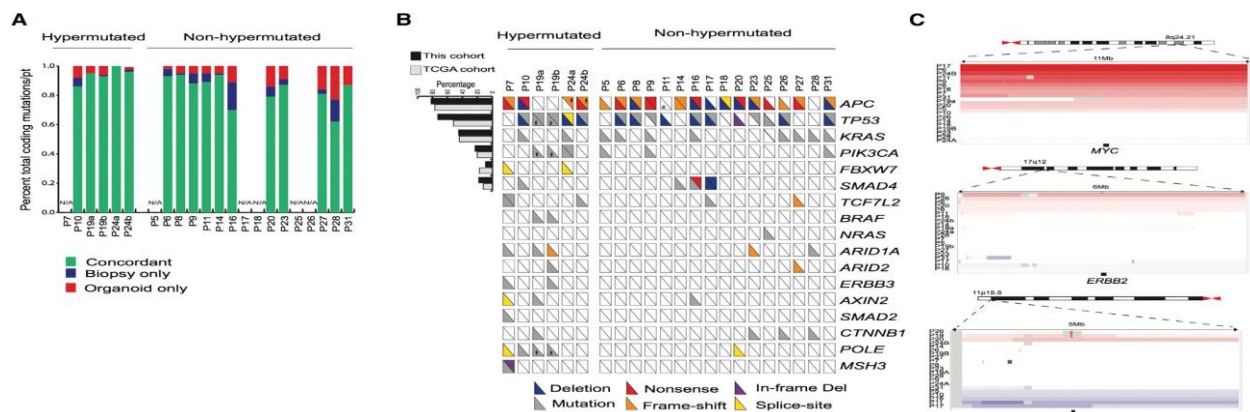 A
Hypermutated
Non-hypermutated
Percent total coding mutations/pt
1.0
0.8
0.6
0.4
0.2
0.0
N/A
N/A
N/A
N/A
N/A
N/A
P7
P10
P19a
P19b
P24a
P24b
P5
P6
P8
P9
P11
P14
P16
P17
P18
P20
P23
P25
P26
P27
P28
P31
Concordant
Biopsy only
Organoid only
B
Hypermutated
Non-hypermutated
This cohort
TCGA cohort
Percentage
P7
P10
P19a
P19b
P24a
P24b
P5
P6
P8
P9
P11
P14
P16
P17
P18
P20
P23
P25
P26
P27
P28
P31
APC
TP53
KRAS
PIK3CA
FBXW7
SMAD4
TCF7L2
BRAF
NRAS
ARID1A
ARID2
ERBB3
AXIN2
SMAD2
CTNNB1
POLE
MSH3
Deletion
Nonsense
In-frame Del
Mutation
Frame-shift
Splice-site
C
8q24.21
11Mb
MYC
17q12
6Mb
ERBB2
11p15.5
5Mb